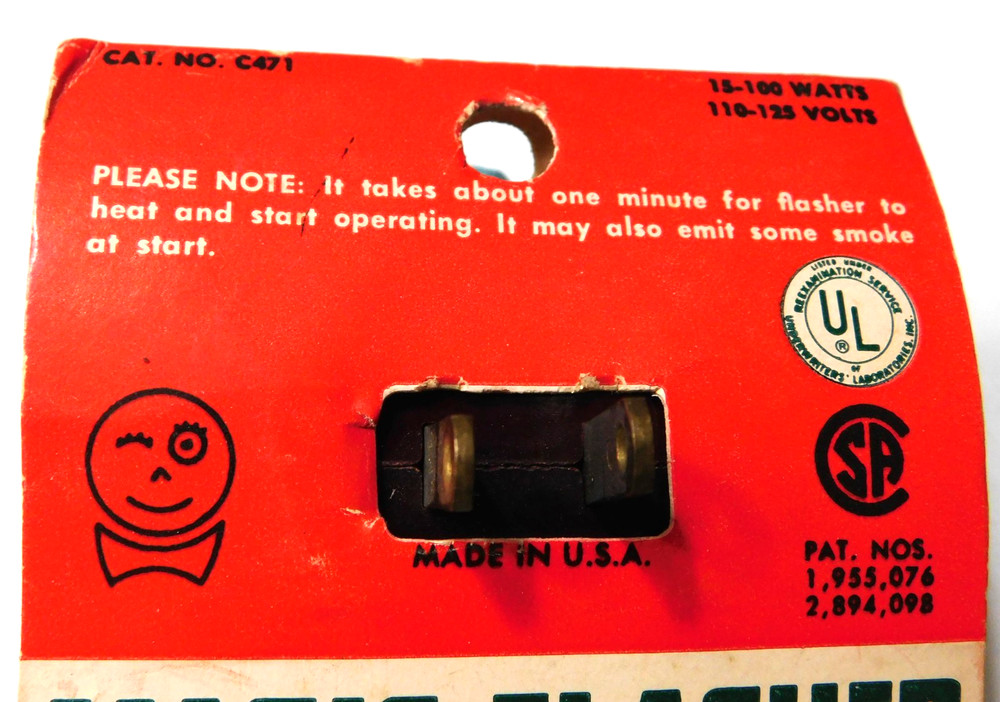 CAT. NO. C471
15-100 WATTS
110-125 VOLTS
PLEASE NOTE: It takes about one minute for flasher to
heat and start operating. It may also emit some smoke
at start.
LISTED UNDER
REEXAMINATION SERVICE
UL
®
OF
UNDERWRITERS' LABORATORIES, INC.
CSA
MADE IN U.S.A.
PAT. NOS.
1,955,076
2,894,098
FLASHER